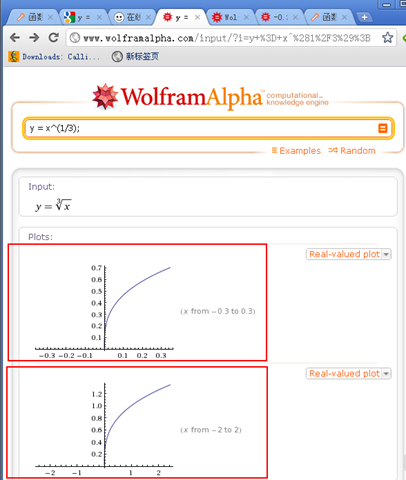 函数
y =
在炒
y =
Wol
-0.
函数
www.wolframalpha.com/input/?i=y+%3D+x^%281%2F3%29%3B
Downloads: Calli...
新标签页
WolframAlpha™ computational... knowledge engine
y = x^(1/3);
Examples
Random
Input:
y = ∛x
Plots:
Real-valued plot
0.7
0.6
0.5
0.4
0.3
0.2
0.1
(x from −0.3 to 0.3)
−0.3 −0.2 −0.1 0.1 0.2 0.3
Real-valued plot
1.2
1.0
0.8
0.6
0.4
0.2
(x from −2 to 2)
−2 −1 1 2